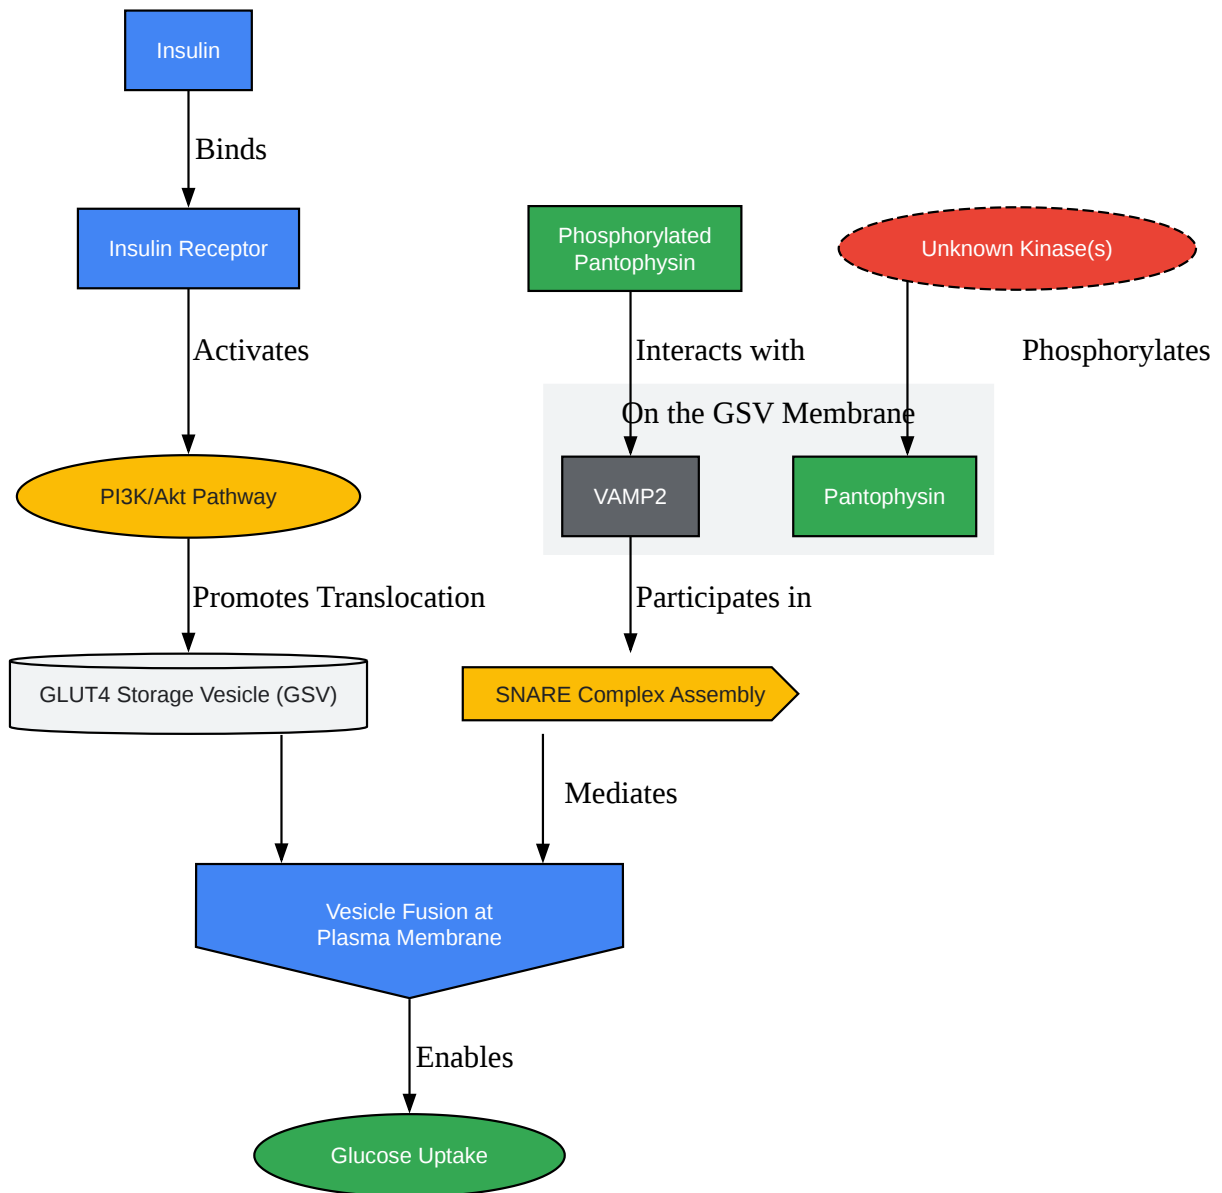 Insulin
Binds
Insulin Receptor
Phosphorylated
Pantophysin
Unknown Kinase(s)
Activates
Interacts with
Phosphorylates
On the GSV Membrane
PI3K/Akt Pathway
VAMP2
Pantophysin
Promotes Translocation
Participates in
GLUT4 Storage Vesicle (GSV)
SNARE Complex Assembly
Mediates
Vesicle Fusion at
Plasma Membrane
Enables
Glucose Uptake